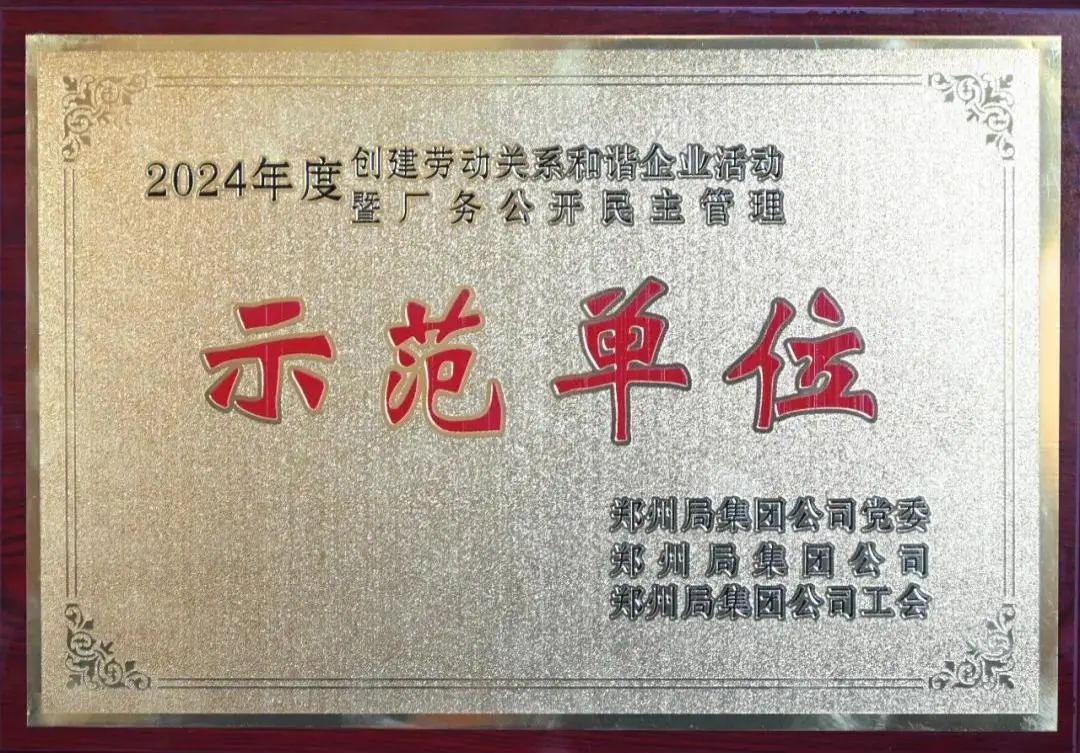 2024年度创建劳动关系和谐企业活动
暨厂务公开民主管理
示范单位
郑州局集团公司党委
郑州局集团公司
郑州局集团公司工会